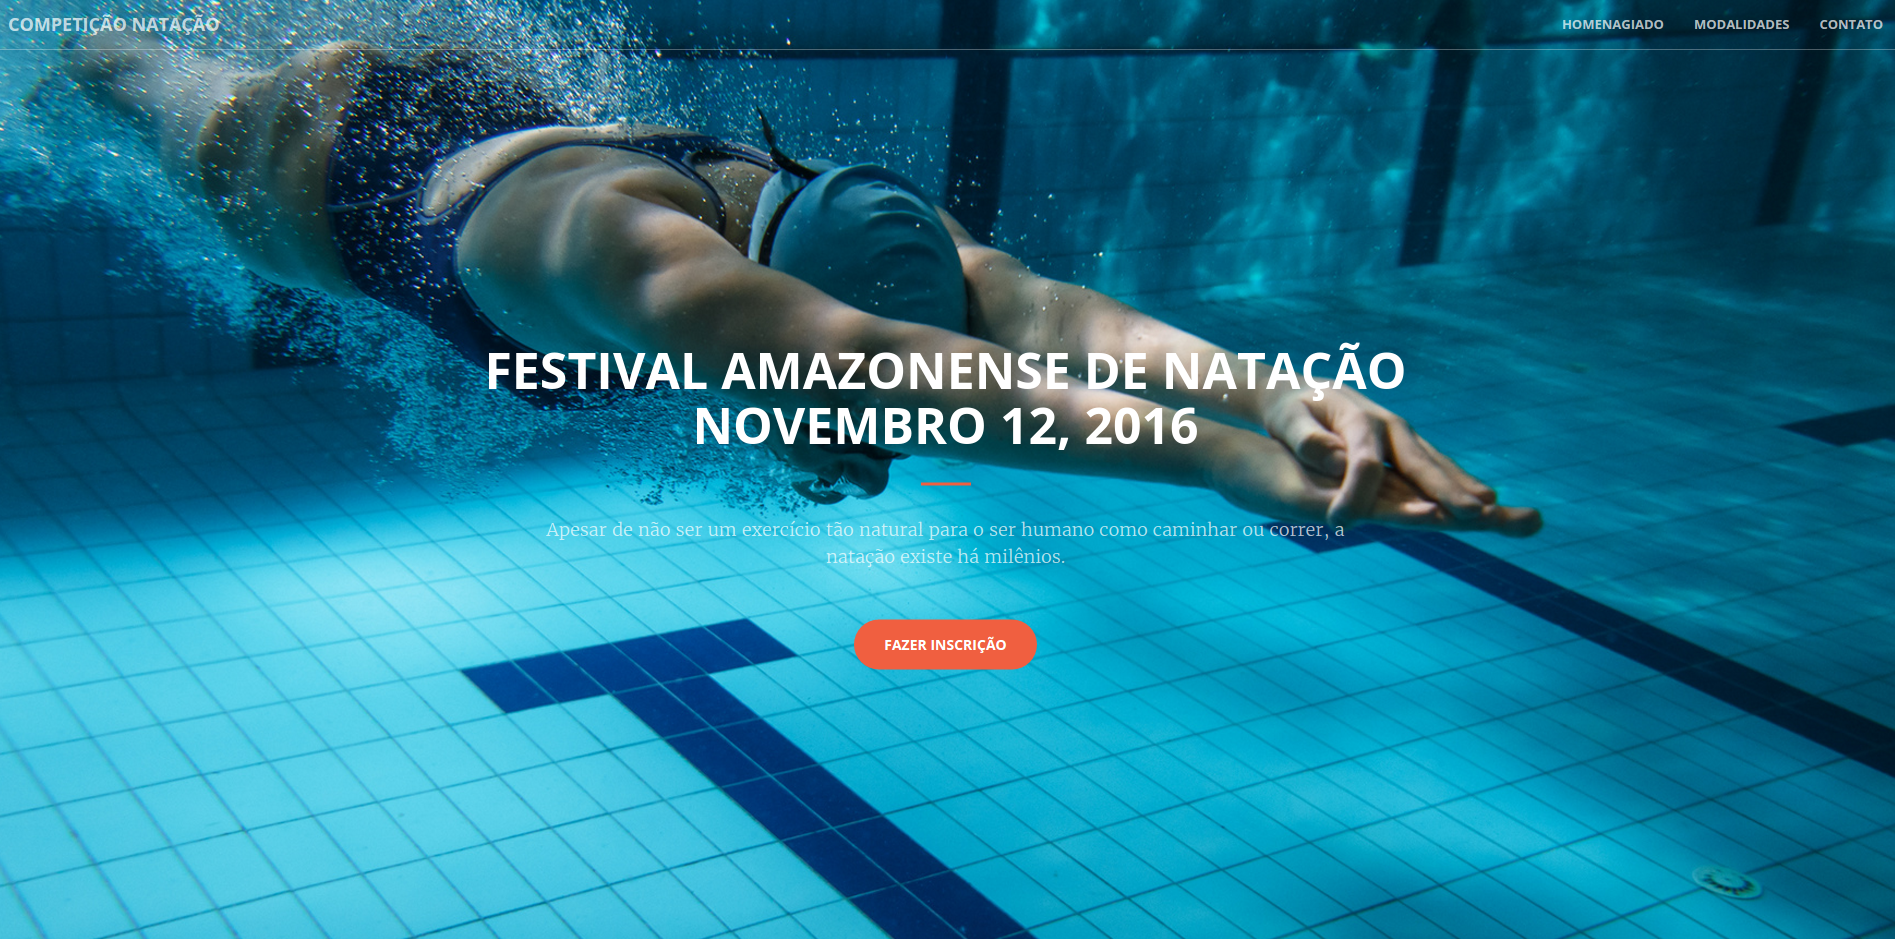 COMPETIÇÃO NATAÇÃO
HOMENAGIADO
MODALIDADES
CONTATO
FESTIVAL AMAZONENSE DE NATAÇÃO
NOVEMBRO 12, 2016
Apesar de não ser um exercício tão natural para o ser humano como caminhar ou correr, a
natação existe há milênios.
FAZER INSCRIÇÃO